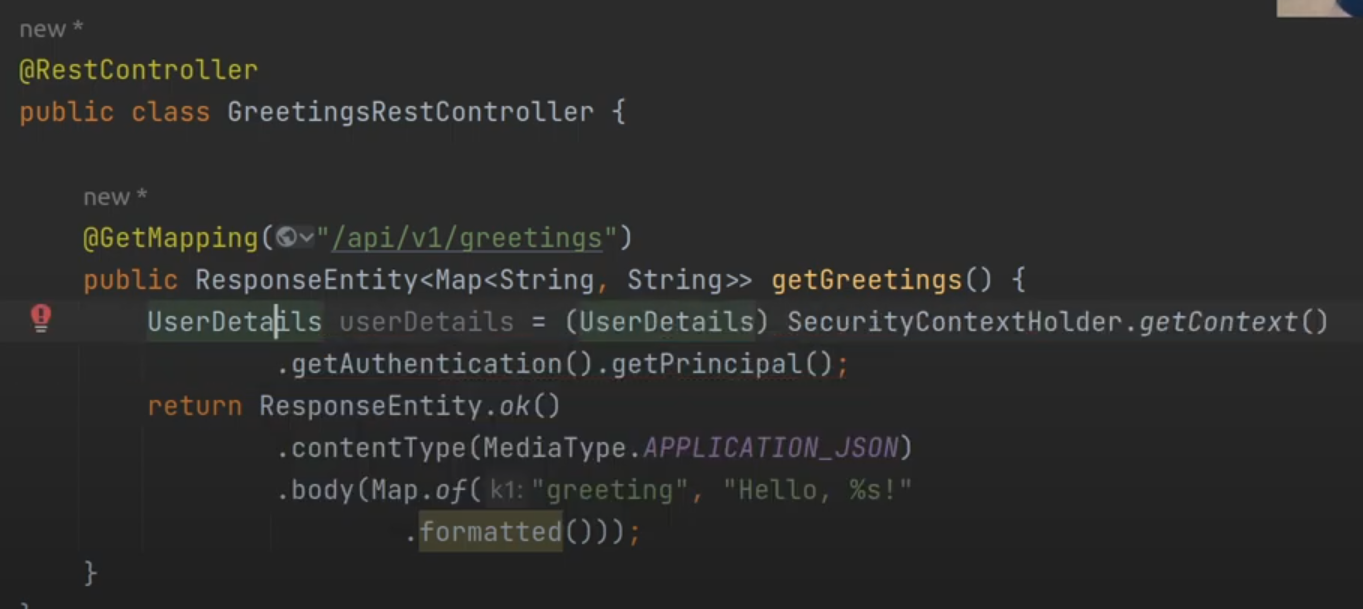 new *
@RestController
public class GreetingsRestController {
new *
@GetMapping("/api/v1/greetings")
public ResponseEntity<Map<String, String>> getGreetings() {
UserDetails userDetails = (UserDetails) SecurityContextHolder.getContext()
.getAuthentication().getPrincipal();
return ResponseEntity.ok()
.contentType(MediaType.APPLICATION_JSON)
.body(Map.of( k1: "greeting", "Hello, %s!"
.formatted()));
}
}